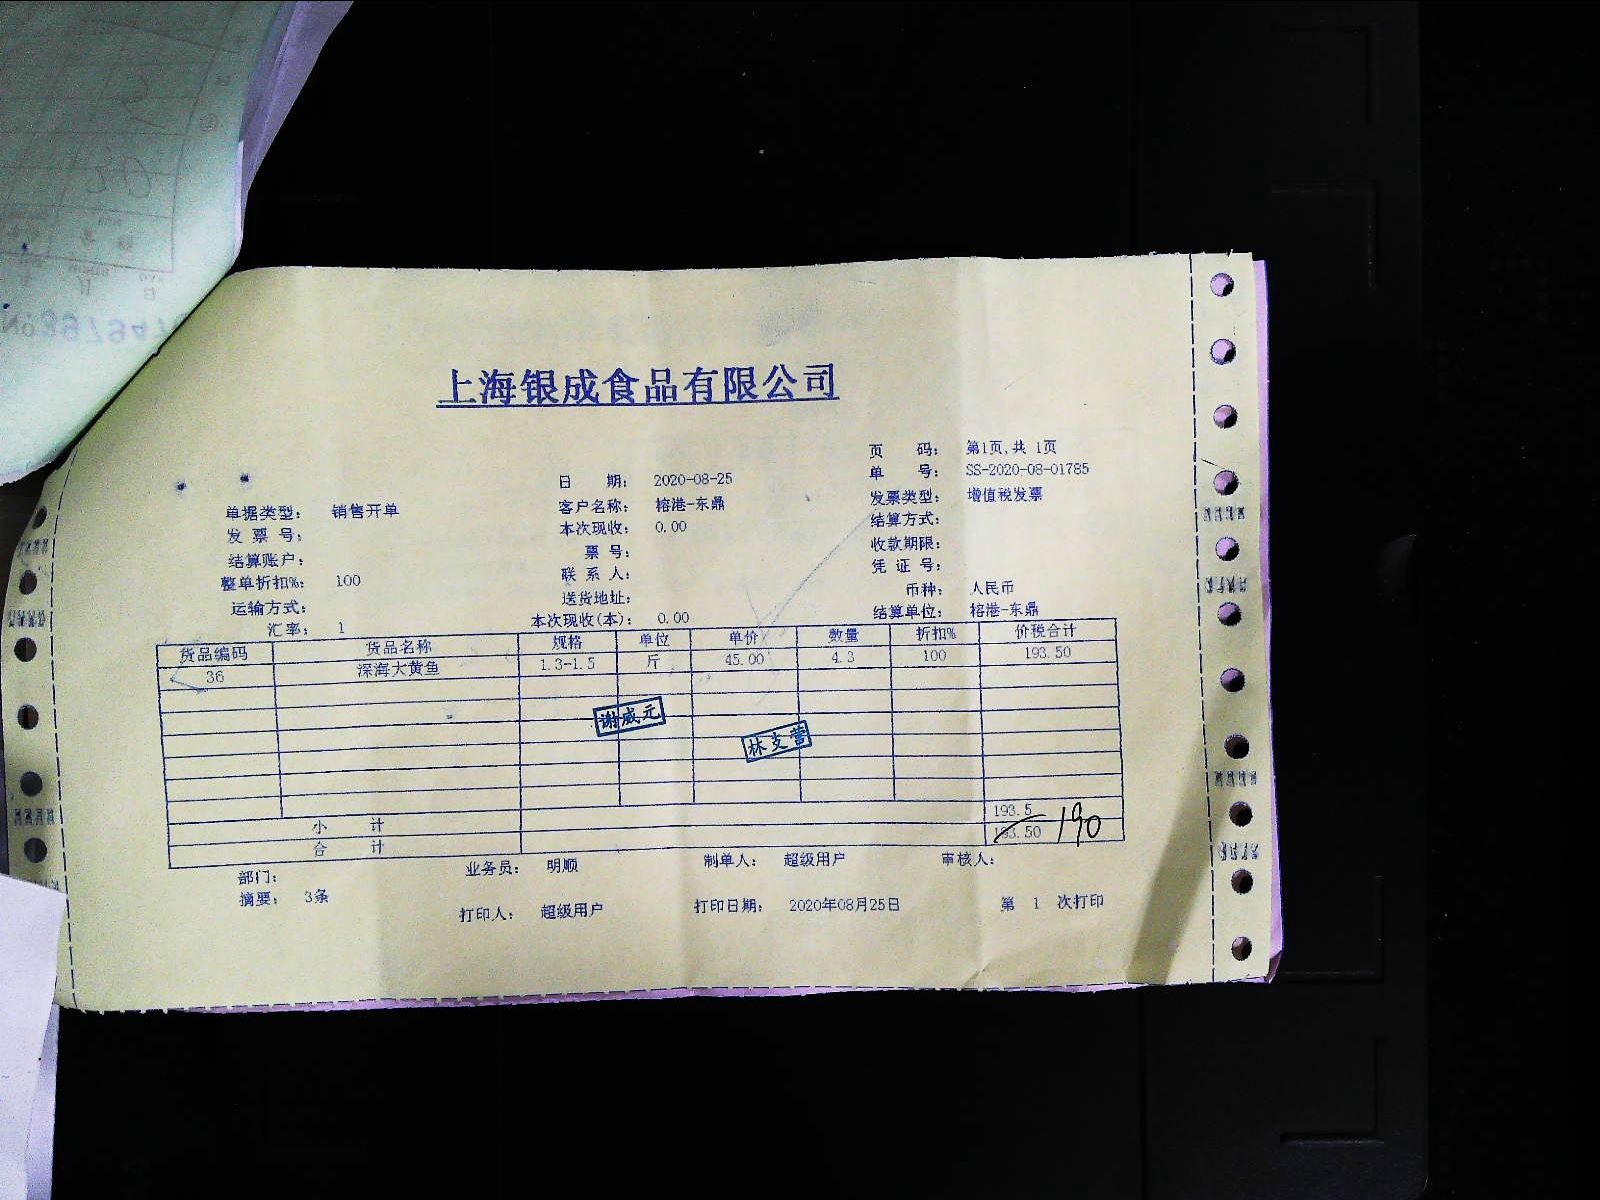 上海银成食品有限公司
页 码： 第1页,共 1页
日 期： 2020-08-25 单 号： SS-2020-08-01785
单据类型： 销售开单 客户名称： 榕港-东鼎 发票类型： 增值税发票
发 票 号： 本次现收： 0.00 结算方式：
结算账户： 票 号： 收款期限：
整单折扣%： 100 联 系 人： 凭 证 号：
运输方式： 送货地址： 币种： 人民币
汇率： 1 本次现收(本)： 0.00 结算单位： 榕港-东鼎
货品编码 货品名称 规格 单位 单价 数量 折扣% 价税合计
36 深海大黄鱼 1.3-1.5 斤 45.00 4.3 100 193.50
谢威元
林支营
小 计 193.5
合 计 193.50 190
部门： 业务员： 明顺 制单人： 超级用户 审核人：
摘要： 3条
打印人： 超级用户 打印日期： 2020年08月25日 第 1 次打印